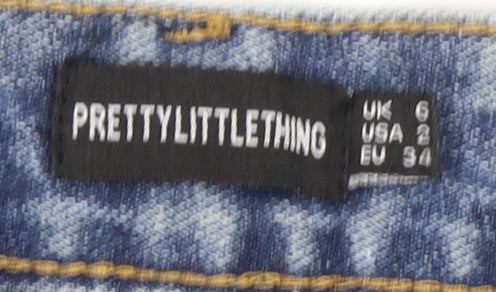 PRETTYLITTLETHING
UK 6
USA 2
EU 34